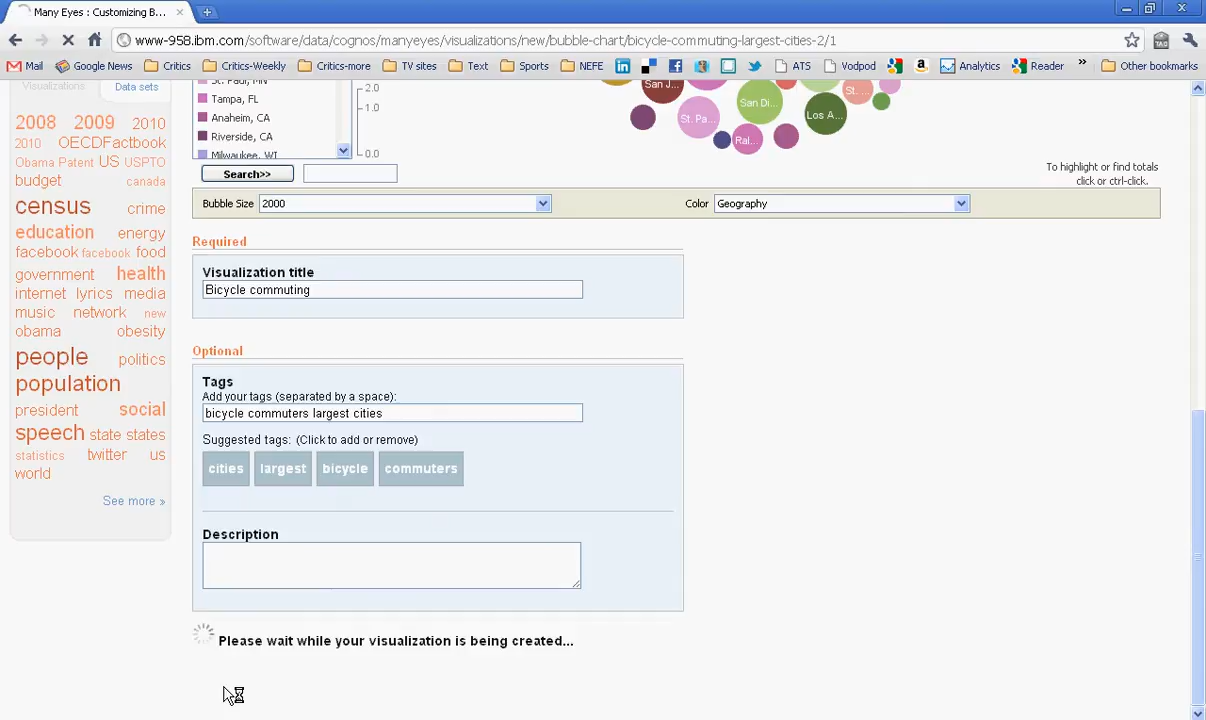 Many Eyes : Customizing B...
www-958.ibm.com/software/data/cognos/manyeyes/visualizations/new/bubble-chart/bicycle-commuting-largest-cities-2/1
Mail Google News Critics Critics-Weekly Critics-more TV sites Text Sports NEFE ATS Vodpod Analytics Reader » Other bookmarks
Visualizations Data sets
2008 2009 2010
2010 OECDFactbook
Obama Patent US USPTO
budget canada
census crime
education energy
facebook facebook food
government health
internet lyrics media
music network new
obama obesity
people politics
population
president social
speech state states
statistics twitter us
world
See more »
St. Paul, MN
Tampa, FL
Anaheim, CA
Riverside, CA
Milwaukee, WI
2.0
1.0
0.0
San J...
San Di...
St. ...
St. Pa...
Los A...
Ral...
Search>>
To highlight or find totals
click or ctrl-click.
Bubble Size 2000 Color Geography
Required
Visualization title
Bicycle commuting
Optional
Tags
Add your tags (separated by a space):
bicycle commuters largest cities
Suggested tags: (Click to add or remove)
cities largest bicycle commuters
Description
Please wait while your visualization is being created...